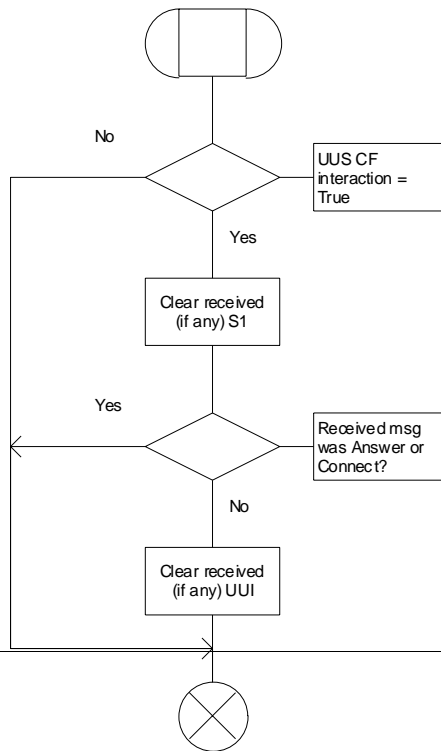 No
UUS CF
interaction =
True
Yes
Clear received
(if any) S1
Yes
Received msg
was Answer or
Connect?
No
Clear received
(if any) UUI